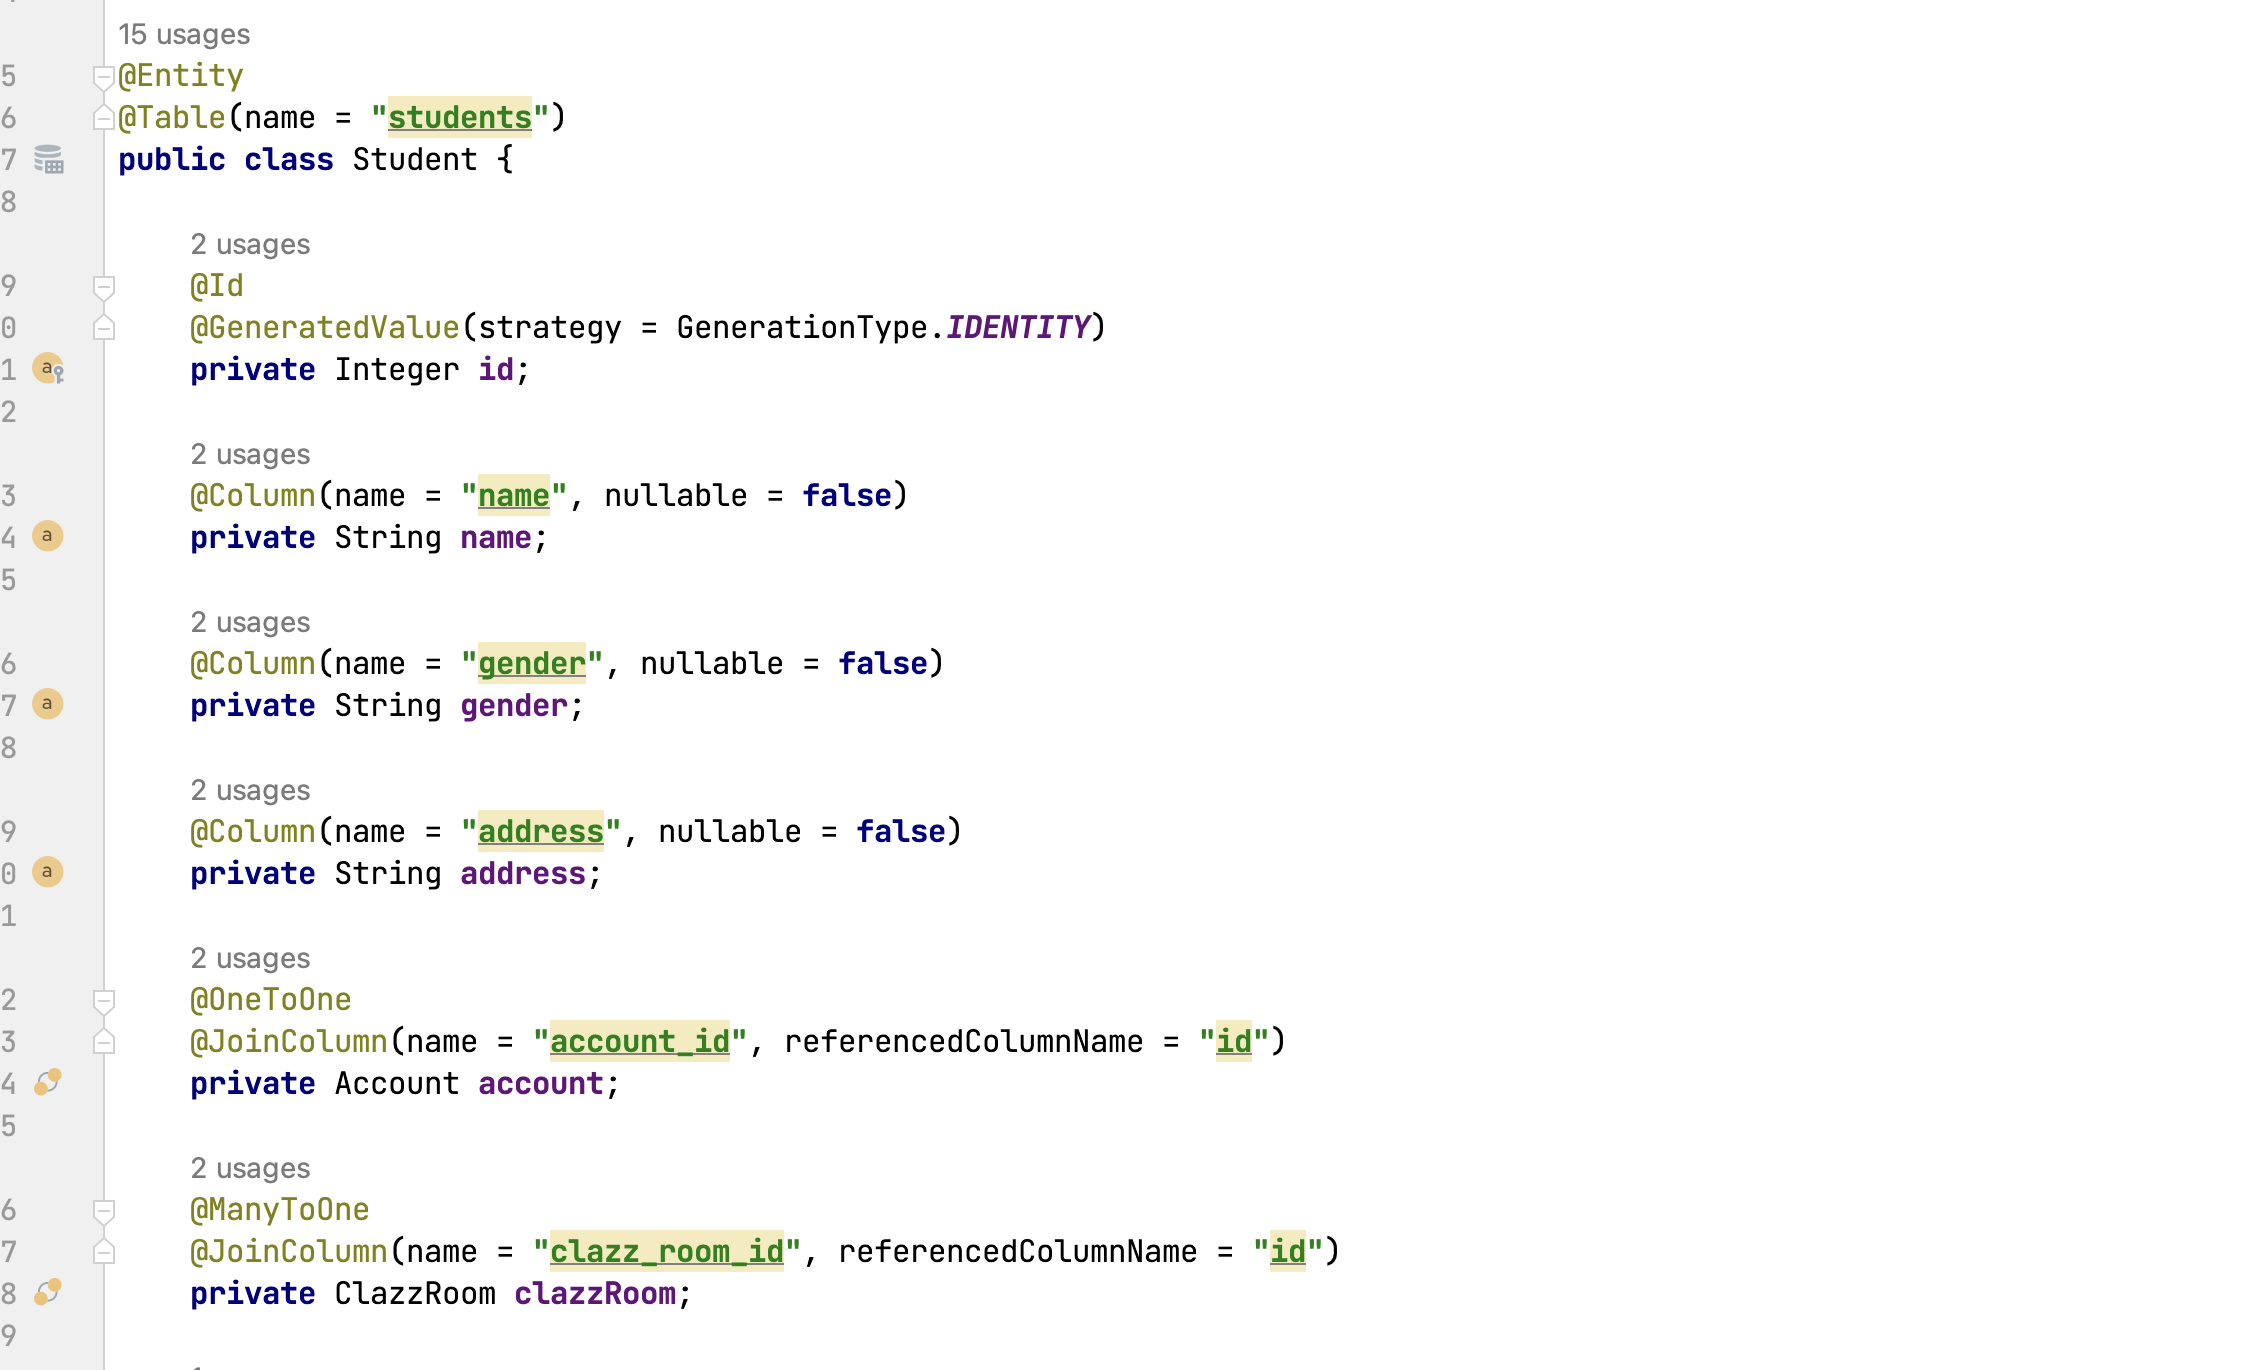 15 usages
5 @Entity
6 @Table(name = "students")
7 public class Student {
8
2 usages
9 @Id
0 @GeneratedValue(strategy = GenerationType.IDENTITY)
1 a private Integer id;
2
2 usages
3 @Column(name = "name", nullable = false)
4 a private String name;
5
2 usages
6 @Column(name = "gender", nullable = false)
7 a private String gender;
8
2 usages
9 @Column(name = "address", nullable = false)
0 a private String address;
1
2 usages
2 @OneToOne
3 @JoinColumn(name = "account_id", referencedColumnName = "id")
4 private Account account;
5
2 usages
6 @ManyToOne
7 @JoinColumn(name = "clazz_room_id", referencedColumnName = "id")
8 private ClazzRoom clazzRoom;
9